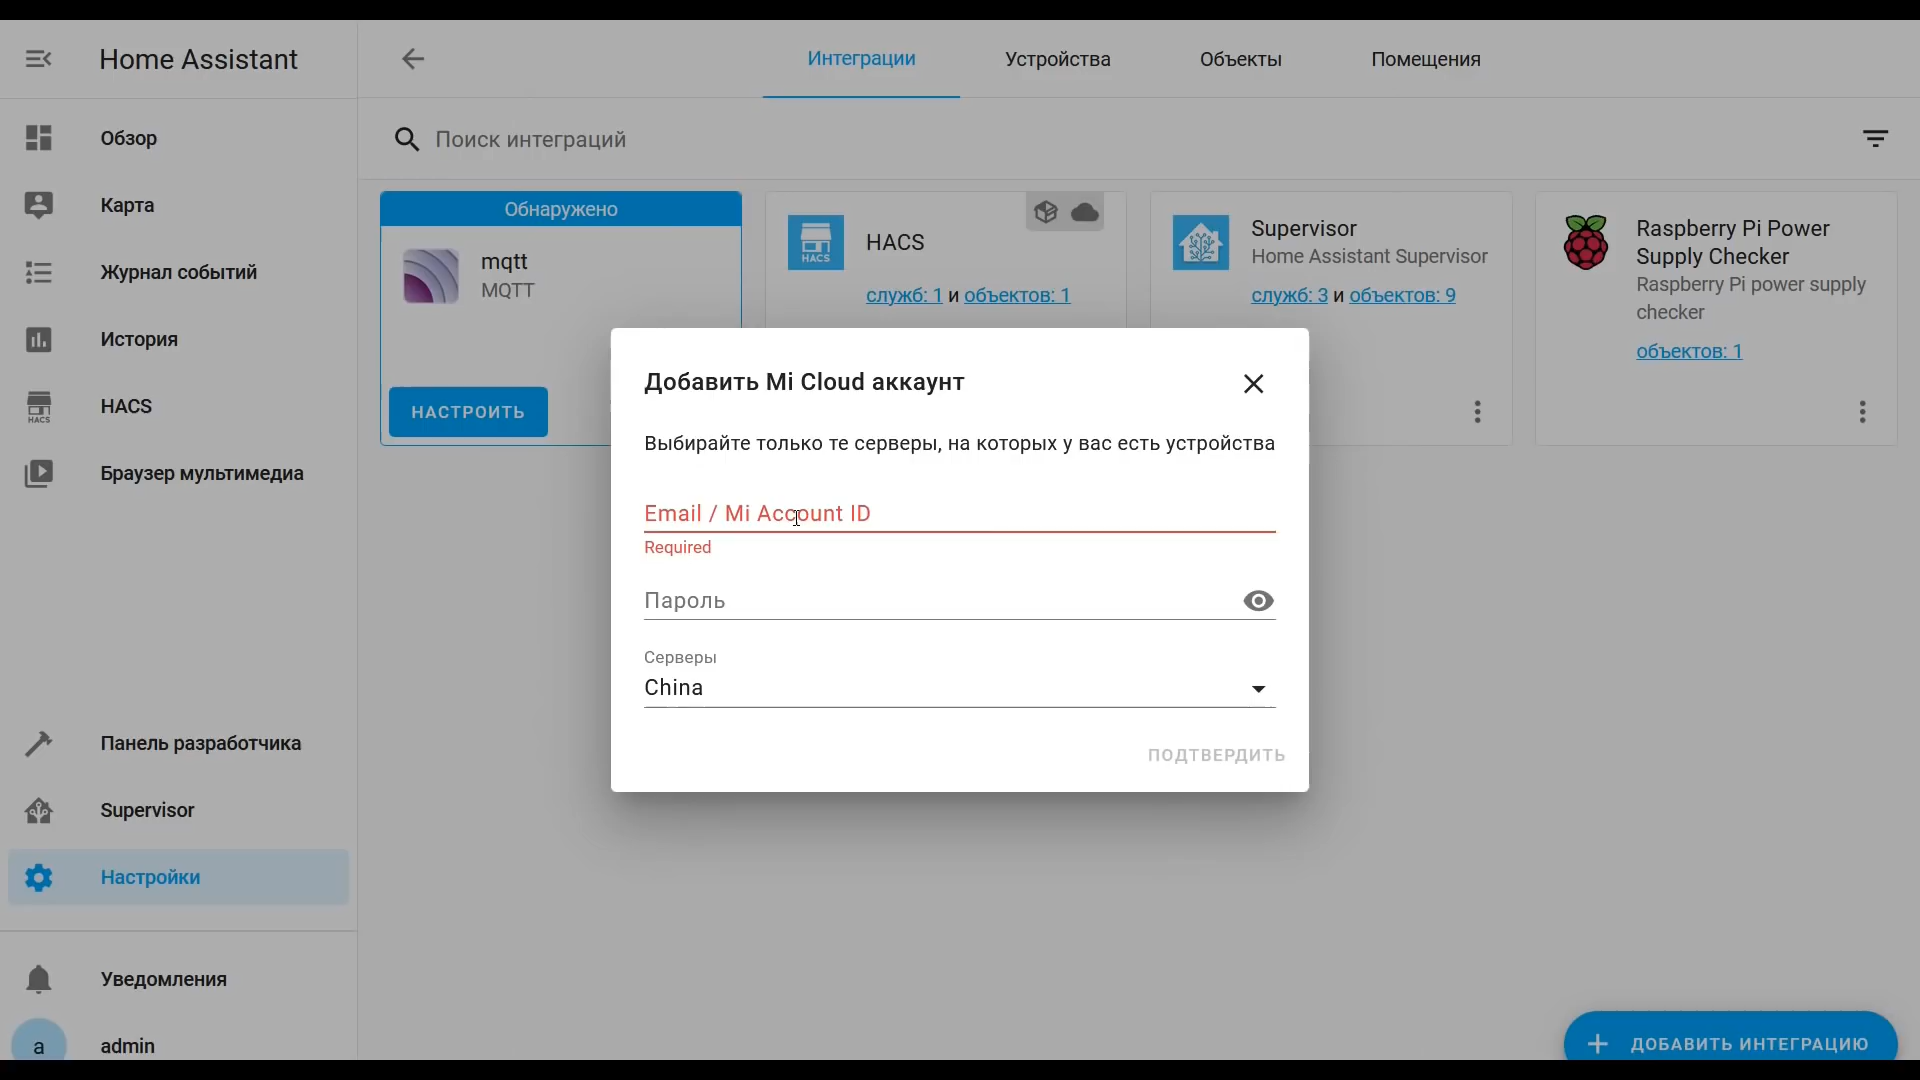 Home Assistant
Интеграции
Устройства
Объекты
Помещения
Обзор
Карта
Журнал событий
История
HACS
HACS
Браузер мультимедиа
Панель разработчика
Supervisor
Настройки
Уведомления
a
admin
Поиск интеграций
Обнаружено
mqtt
MQTT
НАСТРОИТЬ
HACS
HACS
служб: 1 и объектов: 1
Supervisor
Home Assistant Supervisor
служб: 3 и объектов: 9
Raspberry Pi Power
Supply Checker
Raspberry Pi power supply
checker
объектов: 1
Добавить Mi Cloud аккаунт
Выбирайте только те серверы, на которых у вас есть устройства
Email / Mi Account ID
Required
Пароль
Серверы
China
ПОДТВЕРДИТЬ
ДОБАВИТЬ ИНТЕГРАЦИЮ